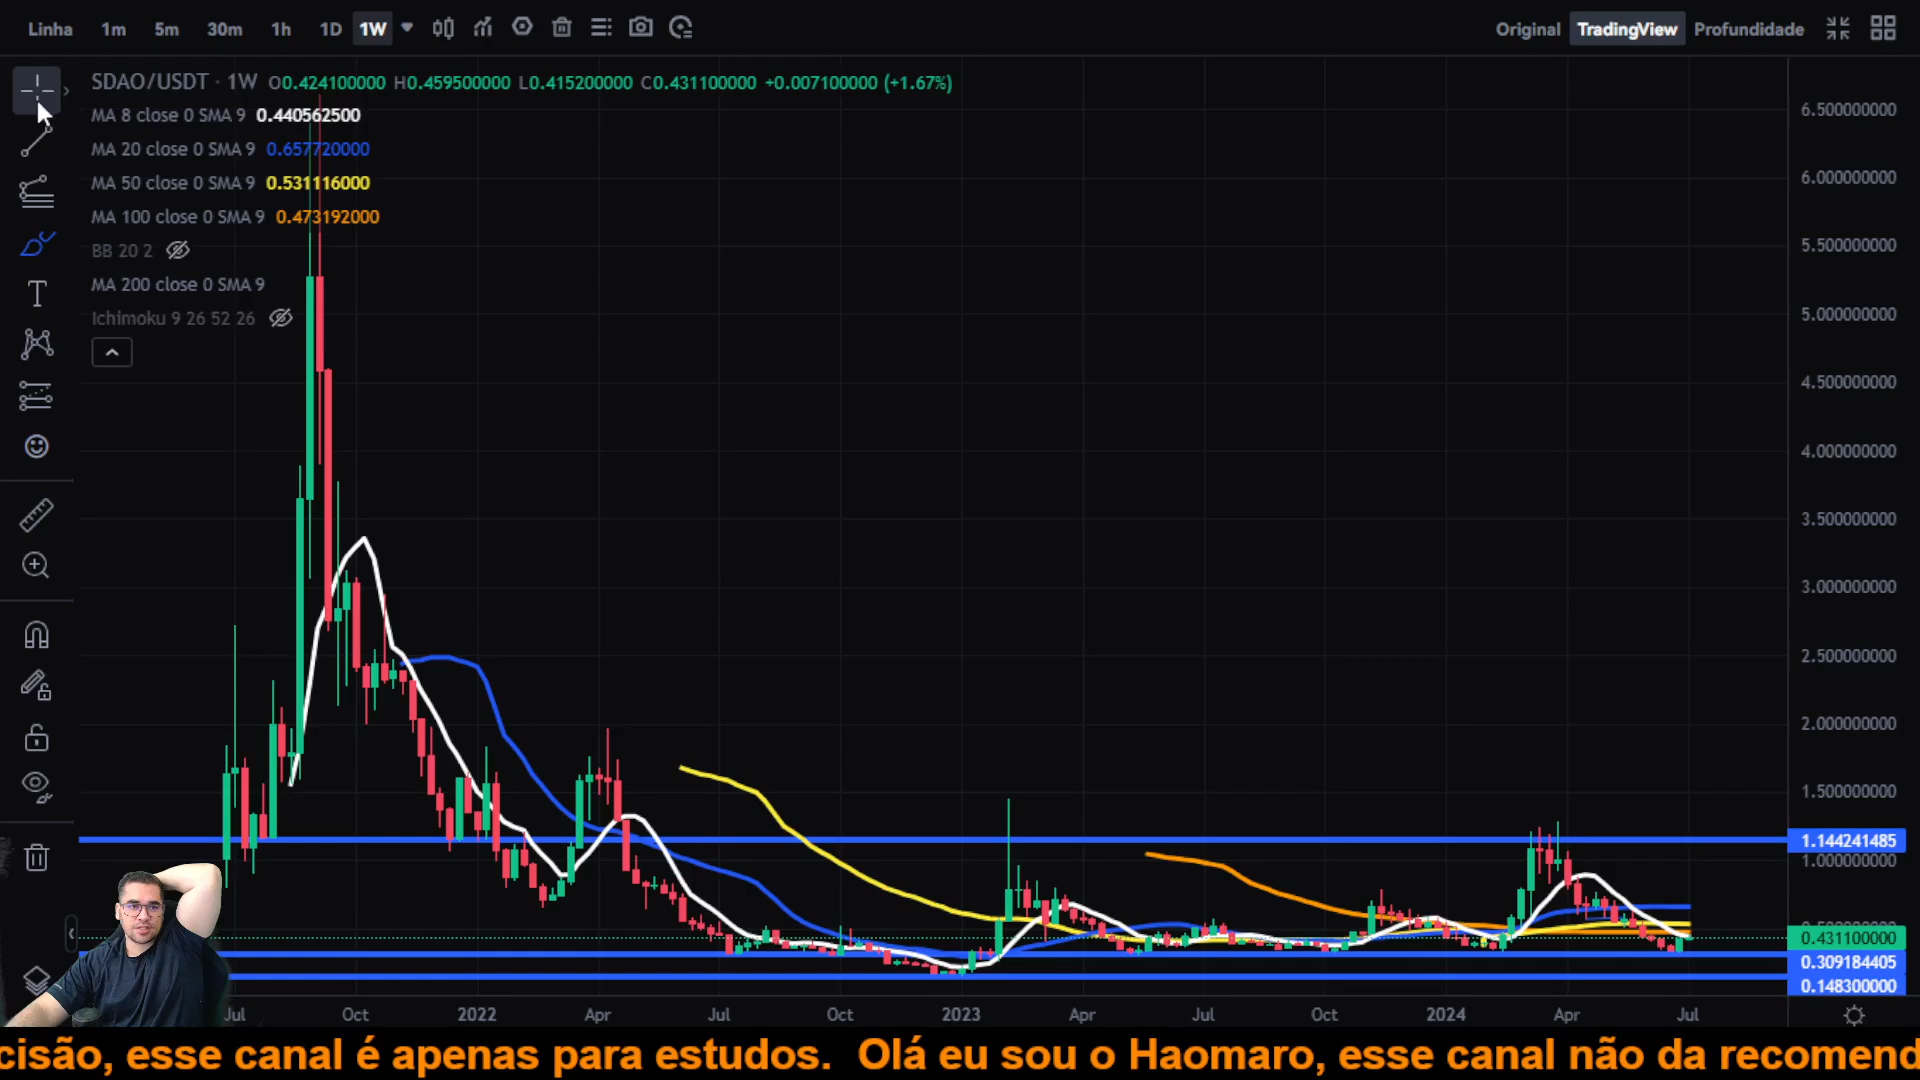 Linha 1m 5m 30m 1h 1D 1W Original TradingView Profundidade
SDAO/USDT · 1W O0.424100000 H0.459500000 L0.415200000 C0.431100000 +0.007100000 (+1.67%)
MA 8 close 0 SMA 9 0.440562500
MA 20 close 0 SMA 9 0.657720000
MA 50 close 0 SMA 9 0.531116000
MA 100 close 0 SMA 9 0.473192000
BB 20 2
MA 200 close 0 SMA 9
Ichimoku 9 26 52 26
6.500000000
6.000000000
5.500000000
5.000000000
4.500000000
4.000000000
3.500000000
3.000000000
2.500000000
2.000000000
1.500000000
1.144241485
1.000000000
0.431100000
0.309184405
0.148300000
Jul Oct 2022 Apr Jul Oct 2023 Apr Jul Oct 2024 Apr Jul
cisão, esse canal é apenas para estudos. Olá eu sou o Haomaro, esse canal não da recomend